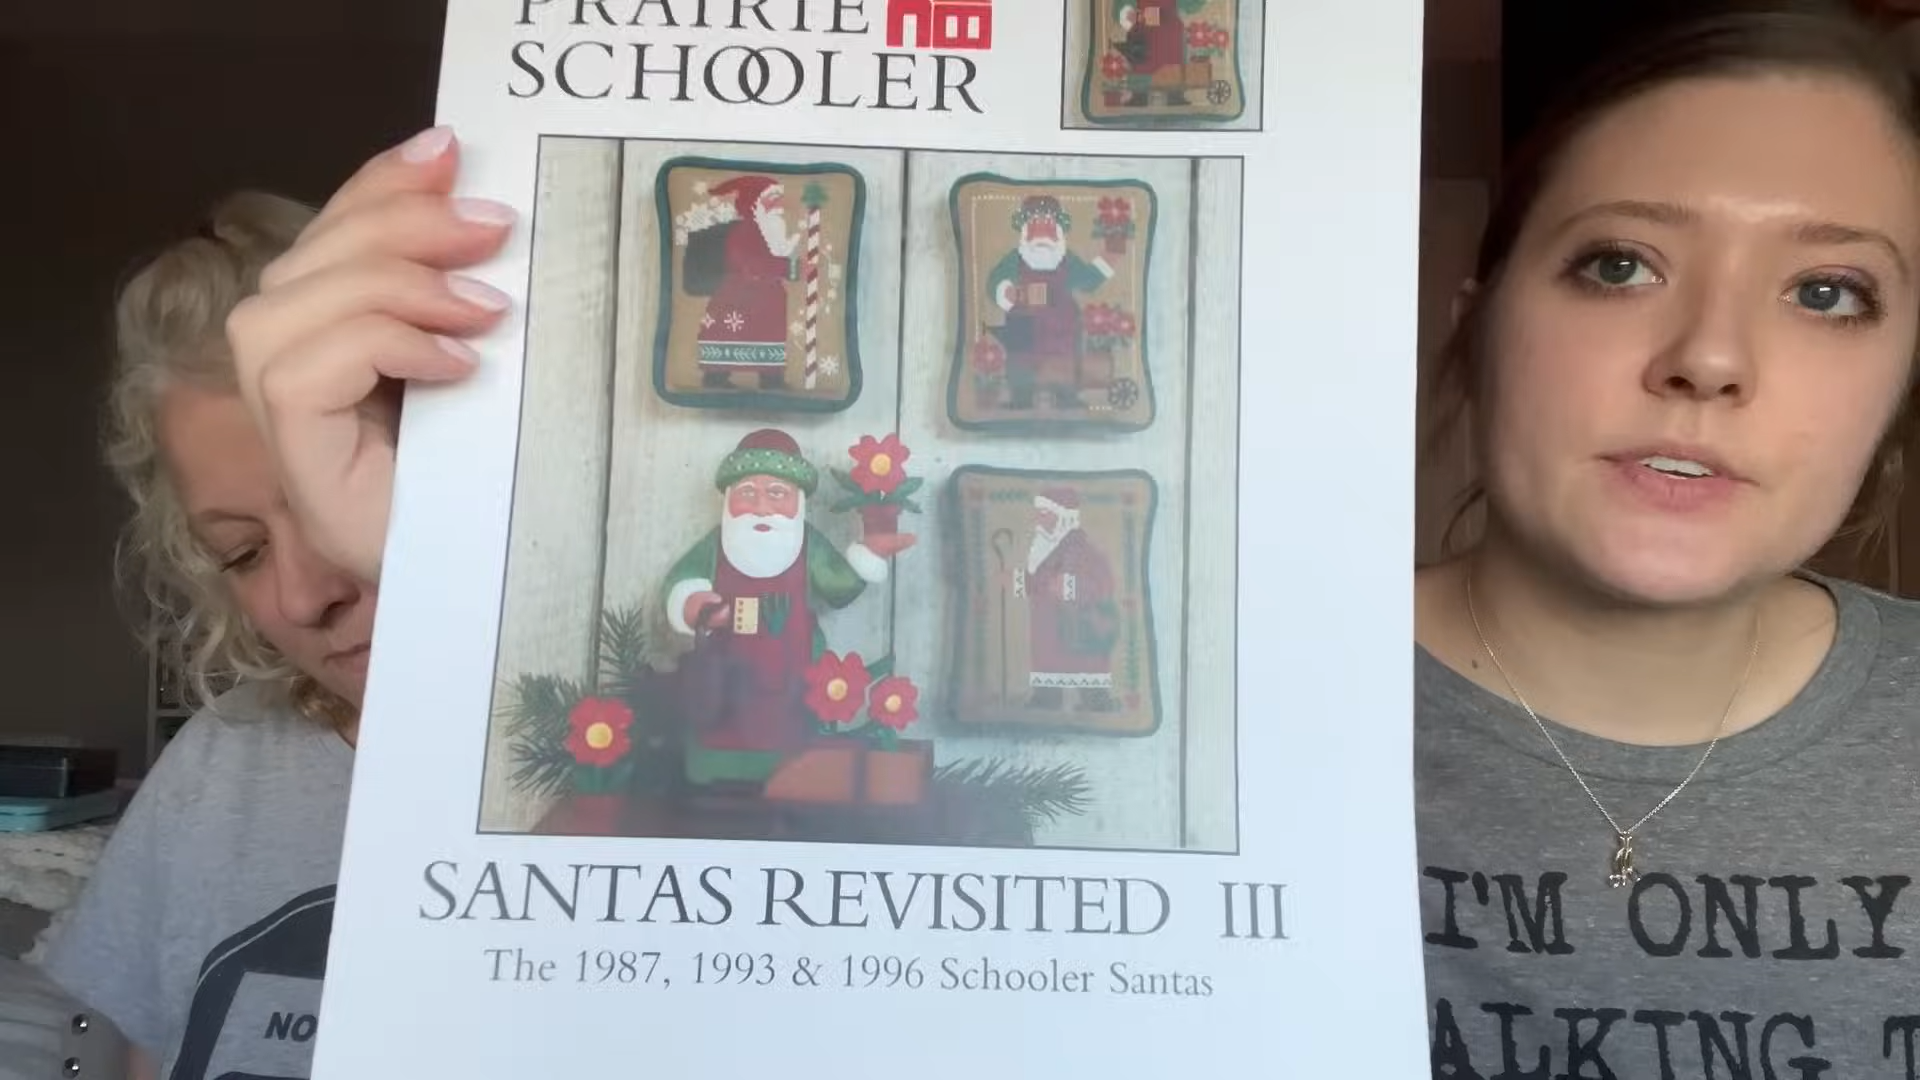 PRAIRIE
SCHOOLER
SANTAS REVISITED III
The 1987, 1993 & 1996 Schooler Santas
NO
I'M ONLY
ALKING T